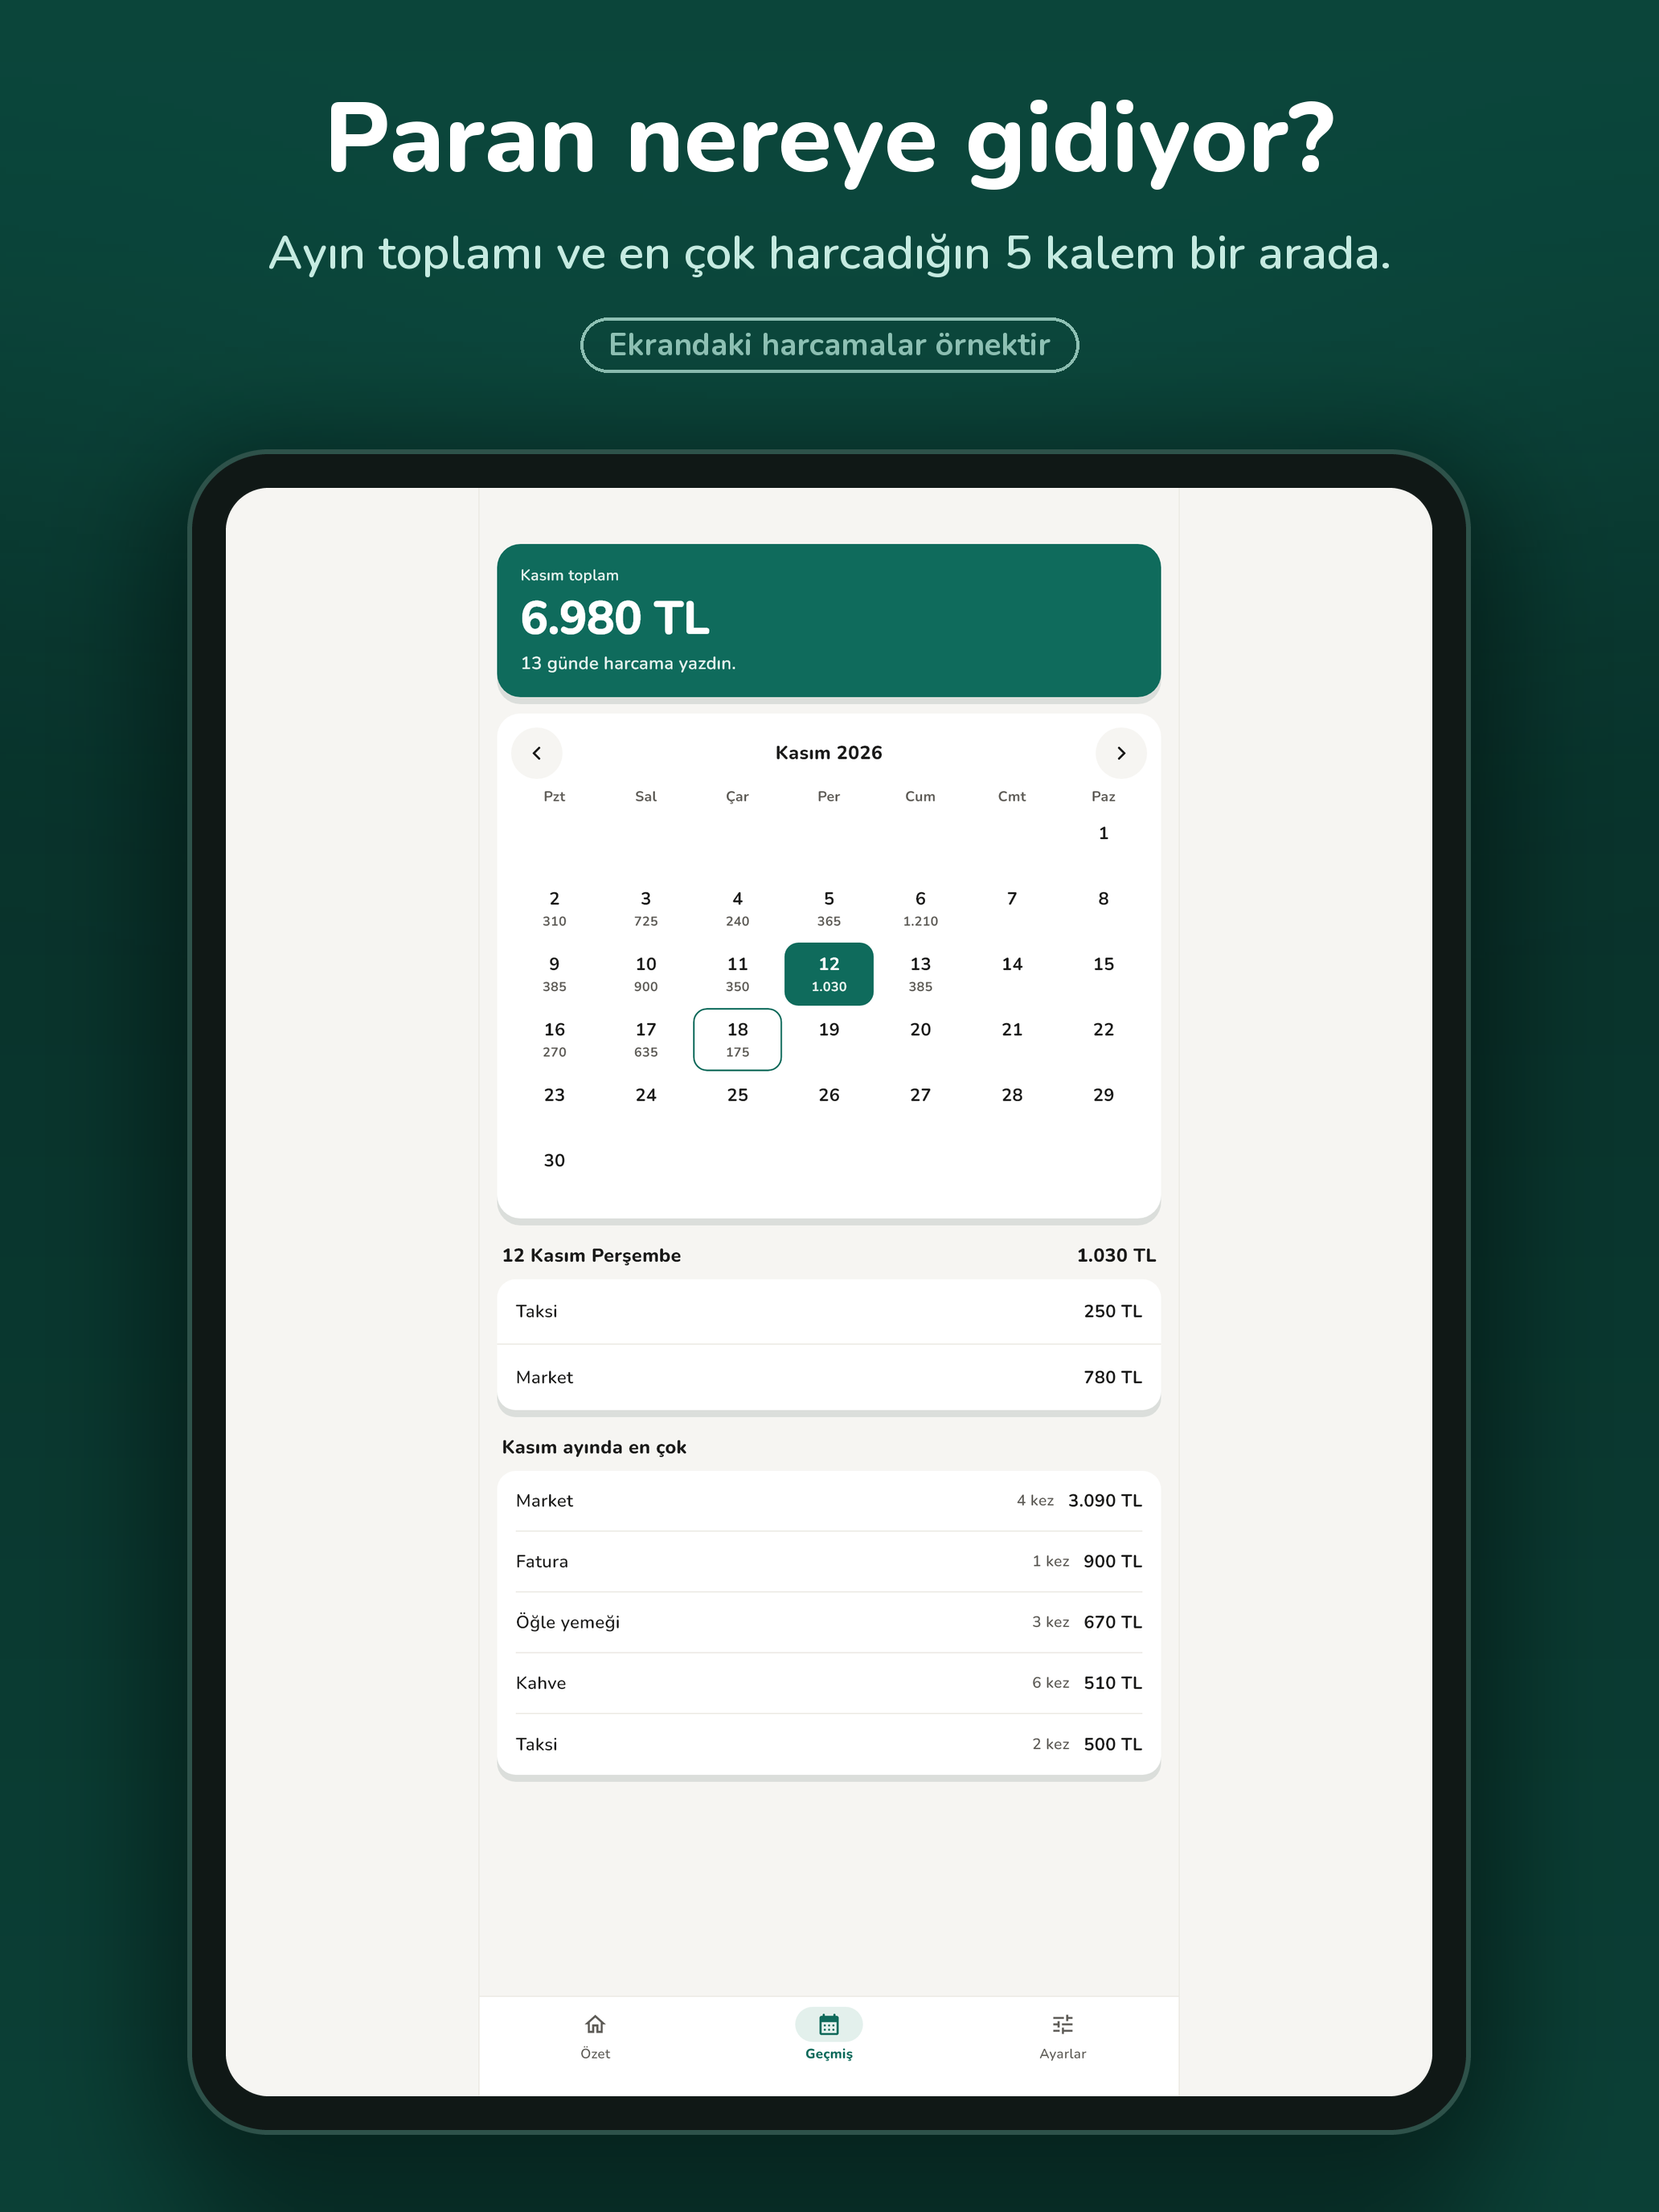 Paran nereye gidiyor?
Ayın toplamı ve en çok harcadığın 5 kalem bir arada.
Ekrandaki harcamalar örnektir
Kasım toplam
6.980 TL
13 günde harcama yazdın.
Kasım 2026
Pzt Sal Çar Per Cum Cmt Paz
1
2 3 4 5 6 7 8
310 725 240 365 1.210
9 10 11 12 13 14 15
385 900 350 1.030 385
16 17 18 19 20 21 22
270 635 175
23 24 25 26 27 28 29
30
12 Kasım Perşembe 1.030 TL
Taksi 250 TL
Market 780 TL
Kasım ayında en çok
Market 4 kez 3.090 TL
Fatura 1 kez 900 TL
Öğle yemeği 3 kez 670 TL
Kahve 6 kez 510 TL
Taksi 2 kez 500 TL
Özet Geçmiş Ayarlar